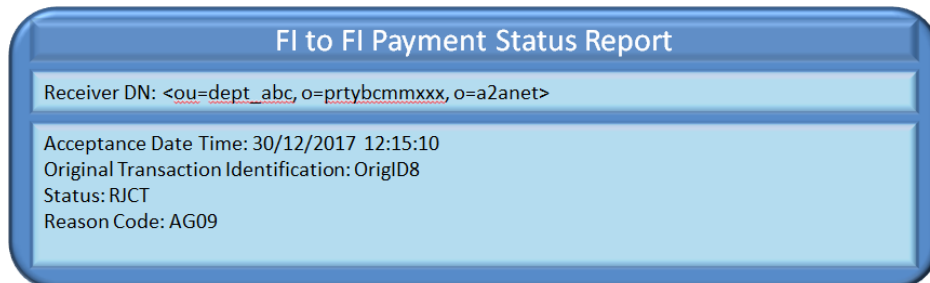 FI to FI Payment Status Report
Receiver DN: <ou=dept_abc, o=prtybcmmxxx, o=a2anet>
Acceptance Date Time: 30/12/2017 12:15:10
Original Transaction Identification: OrigID8
Status: RJCT
Reason Code: AG09